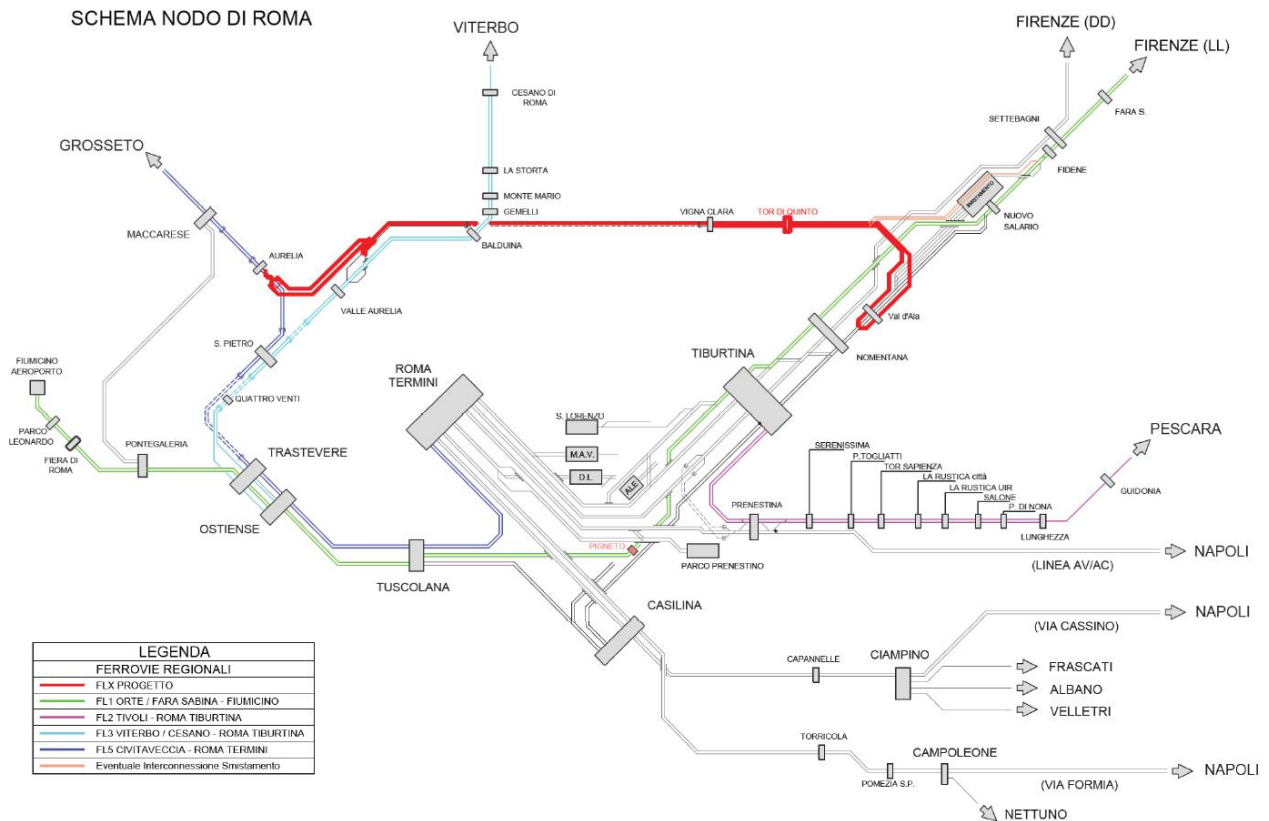 SCHEMA NODO DI ROMA
VITERBO
FIRENZE (DD)
FIRENZE (LL)
CESANO DI
ROMA
FARA S.
SETTEBAGNI
GROSSETO
LA STORTA
FIDENE
MONTE MARIO
SMISTAMENTO
GEMELLI
VIGNA CLARA
TOR DI QUINTO
NUOVO
SALARIO
MACCARESE
BALDUINA
AURELIA
VALLE AURELIA
Val d'Ala
S. PIETRO
TIBURTINA
NOMENTANA
FIUMICINO
AEROPORTO
ROMA
TERMINI
QUATTRO VENTI
S. LORENZO
PARCO
LEONARDO
FIERA DI
ROMA
PONTEGALERIA
TRASTEVERE
M.A.V.
D.L.
ALE
SERENISSIMA
P.TOGLIATTI
TOR SAPIENZA
LA RUSTICA città
LA RUSTICA UIR
SALONE
P. DI NONA
PESCARA
GUIDONIA
PRENESTINA
LUNGHEZZA
OSTIENSE
PIGNETO
PARCO PRENESTINO
NAPOLI
(LINEA AV/AC)
TUSCOLANA
CASILINA
NAPOLI
(VIA CASSINO)
CAPANNELLE
CIAMPINO
FRASCATI
ALBANO
VELLETRI
TORRICOLA
CAMPOLEONE
POMEZIA S.P.
NAPOLI
(VIA FORMIA)
NETTUNO
LEGENDA
FERROVIE REGIONALI
FLX PROGETTO
FL1 ORTE / FARA SABINA - FIUMICINO
FL2 TIVOLI - ROMA TIBURTINA
FL3 VITERBO / CESANO - ROMA TIBURTINA
FL5 CIVITAVECCIA - ROMA TERMINI
Eventuale Interconnessione Smistamento